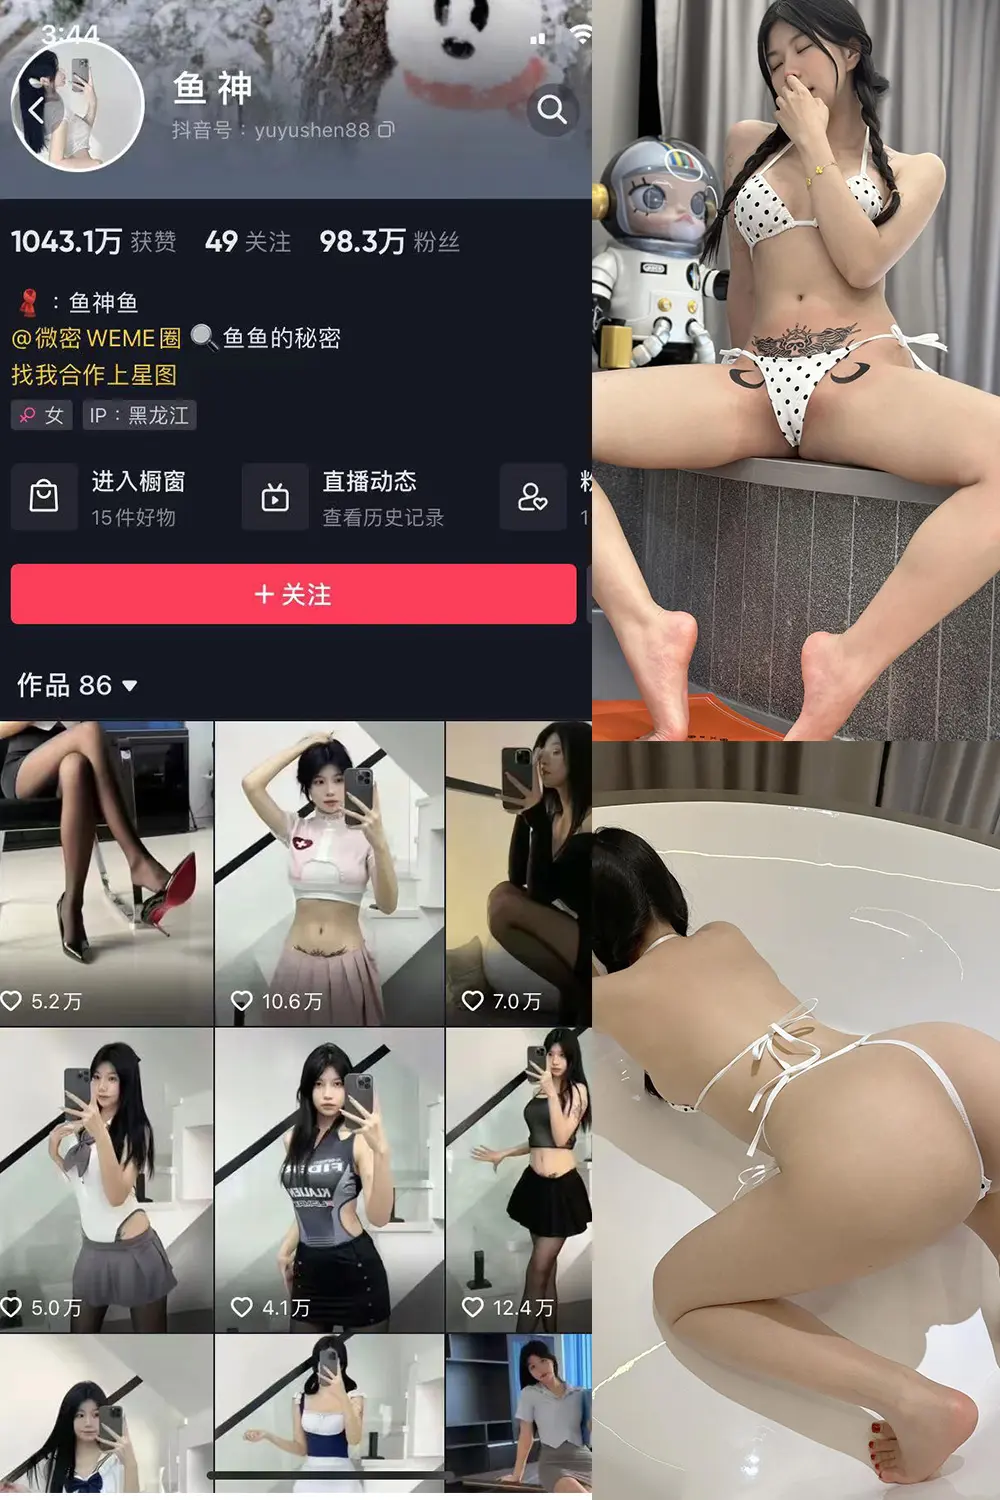 3:44
鱼 神
抖音号：yuyushen88
1043.1万 获赞 49 关注 98.3万 粉丝
：鱼神鱼
@微密 WEME圈 鱼鱼的秘密
找我合作上星图
女 IP：黑龙江
进入橱窗
15件好物
直播动态
查看历史记录
+ 关注
作品 86
5.2万
10.6万
7.0万
5.0万
4.1万
12.4万